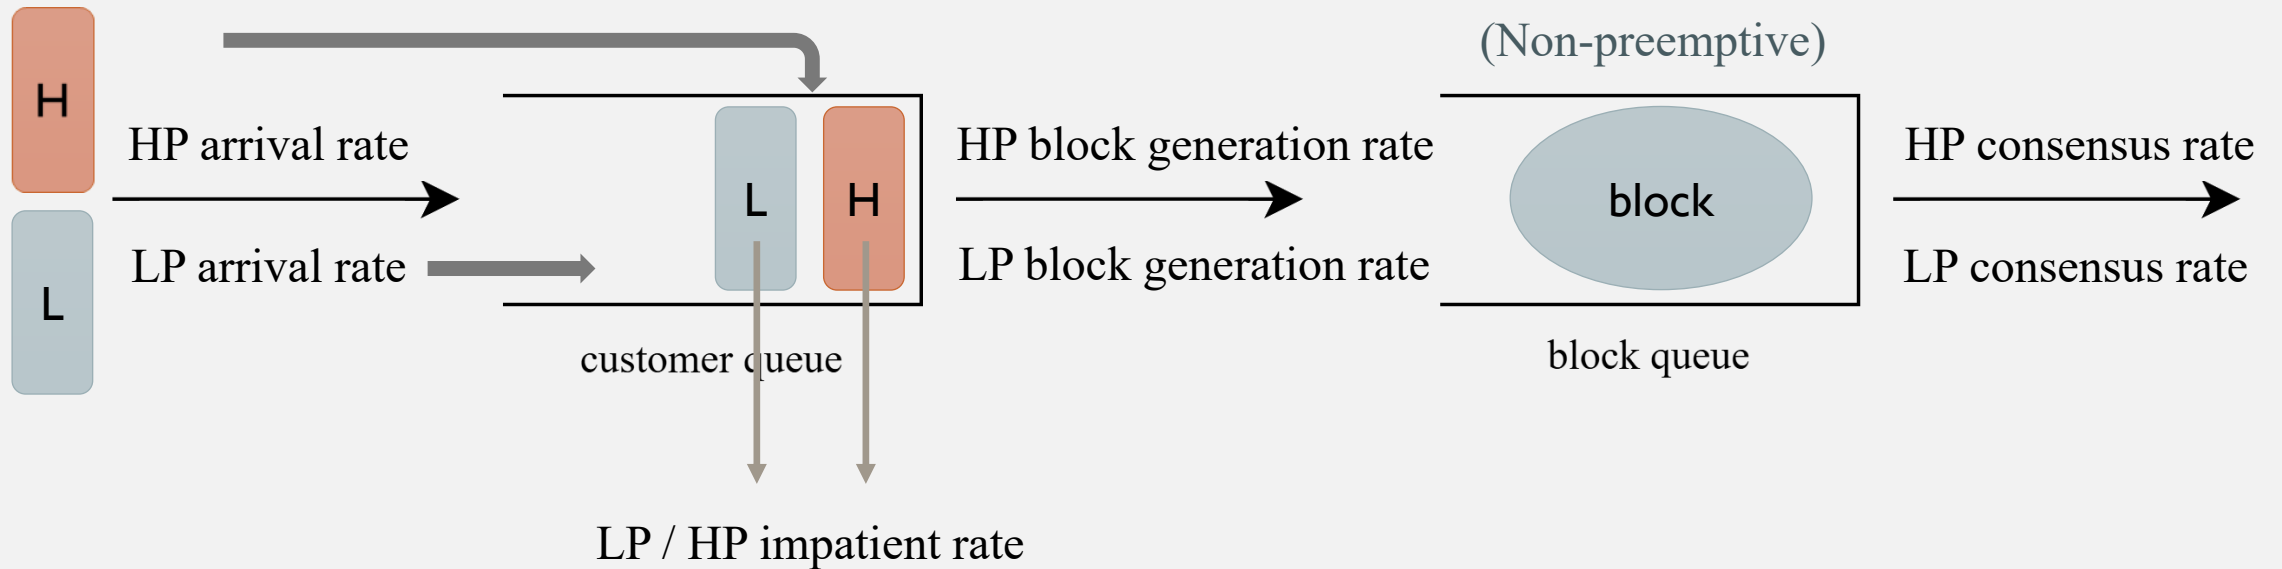 (Non-preemptive)
H
L
HP arrival rate
LP arrival rate
L
H
customer queue
LP / HP impatient rate
HP block generation rate
LP block generation rate
block
block queue
HP consensus rate
LP consensus rate